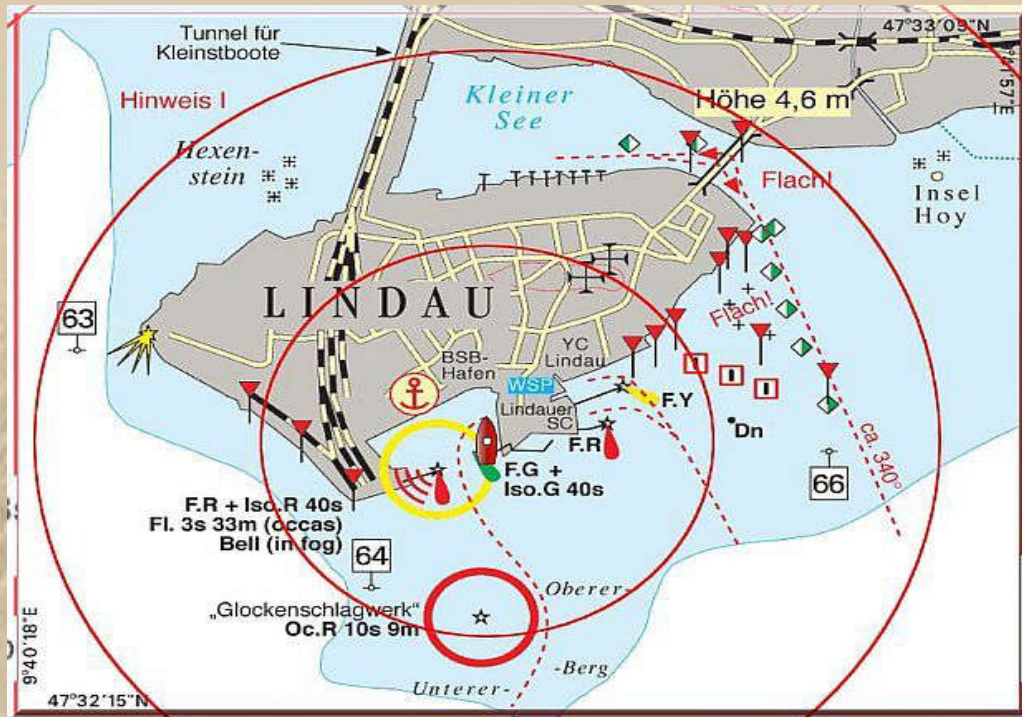 Tunnel für
Kleinstboote
47°33'09"N
Hinweis I
Kleiner
See
Höhe 4,6 m
Hexen-
stein
Flach!
Insel
Hoy
63
LINDAU
Flach!
BSB-
Hafen
YC
Lindau
WSP
Lindauer
SC
F.Y
F.R
Dn
ca. 340°
66
F.G +
Iso.G 40s
F.R + Iso.R 40s
Fl. 3s 33m (occas)
Bell (in fog)
64
„Glockenschlagwerk"
Oc.R 10s 9m
Oberer-
-Berg
Unterer-
9°40'18"E
47°32'15"N